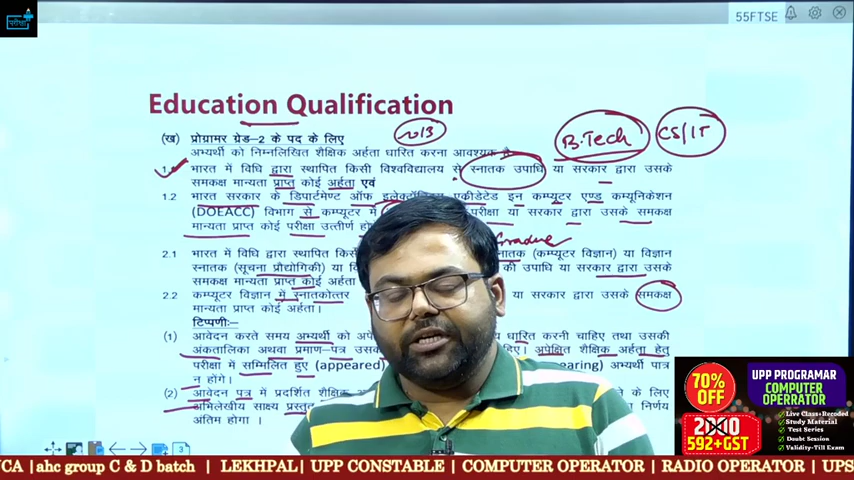 परीक्षा
55FTSE
Education Qualification
(ख) प्रोग्रामर ग्रेड–2 के पद के लिए
2013
B.Tech
CS/IT
अभ्यर्थी को निम्नलिखित शैक्षिक अर्हता धारित करना आवश्यक है
1. भारत में विधि द्वारा स्थापित किसी विश्वविद्यालय से स्नातक उपाधि या सरकार द्वारा उसके
समकक्ष मान्यता प्राप्त कोई अर्हता एवं
1.2 भारत सरकार के डिपार्टमेण्ट ऑफ इलेक्ट्रॉनिक्स एक्रीडेटेड इन कम्प्यूटर एण्ड कम्यूनिकेशन
(DOEACC) विभाग से कम्प्यूटर में परीक्षा या सरकार द्वारा उसके समकक्ष
मान्यता प्राप्त कोई परीक्षा उत्तीर्ण
2.1 भारत में विधि द्वारा स्थापित स्नातक (कम्प्यूटर विज्ञान) या विज्ञान
स्नातक (सूचना प्रौद्योगिकी) या की उपाधि या सरकार द्वारा उसके
समकक्ष मान्यता प्राप्त कोई अर्हता
2.2 कम्प्यूटर विज्ञान में स्नातकोत्तर या सरकार द्वारा उसके समकक्ष
मान्यता प्राप्त कोई अर्हता।
टिप्पणीः–
(1) आवेदन करते समय अभ्यर्थी को धारित करनी चाहिए तथा उसकी
अंकतालिका अथवा प्रमाण–पत्र अपेक्षित शैक्षिक अर्हता हेतु
परीक्षा में सम्मिलित हुए (appeared) अभ्यर्थी पात्र
न होंगे।
(2) आवेदन पत्र में प्रदर्शित शैक्षिक के लिए
अभिलेखीय साक्ष्य प्रस्तुत निर्णय
अंतिम होगा ।
3
70%
OFF
UPP PROGRAMAR
COMPUTER
OPERRATOR
592+GST
Live Class+Recoded
Study Material
Test Series
Doubt Session
Validity-Till Exam
CA |ahc group C & D batch | LEKHPAL| UPP CONSTABLE | COMPUTER OPERATOR | RADIO OPERATOR | UPS